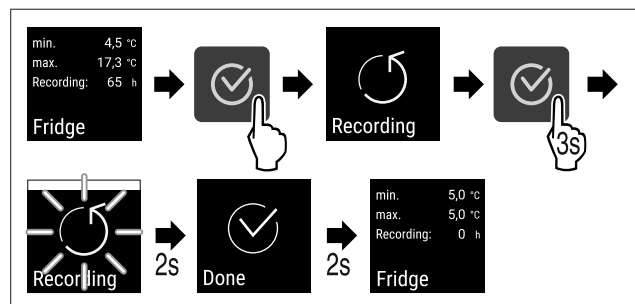 min. 4,5 °C
max. 17,3 °C
Recording: 65 h
Fridge
Recording
3s
Recording
2s
Done
2s
min. 5,0 °C
max. 5,0 °C
Recording: 0 h
Fridge